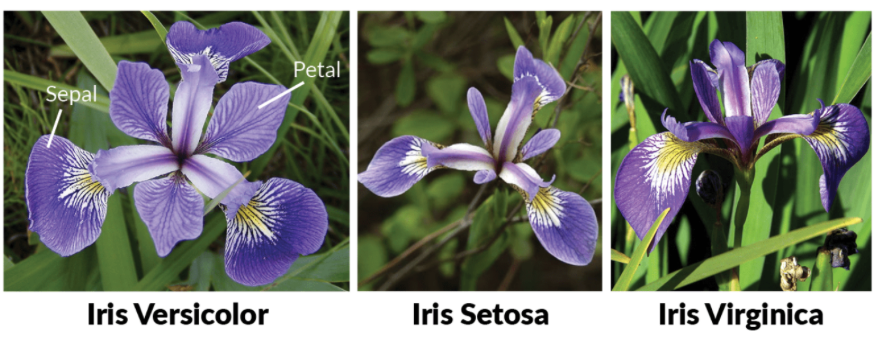 Sepal
Petal
Iris Versicolor
Iris Setosa
Iris Virginica